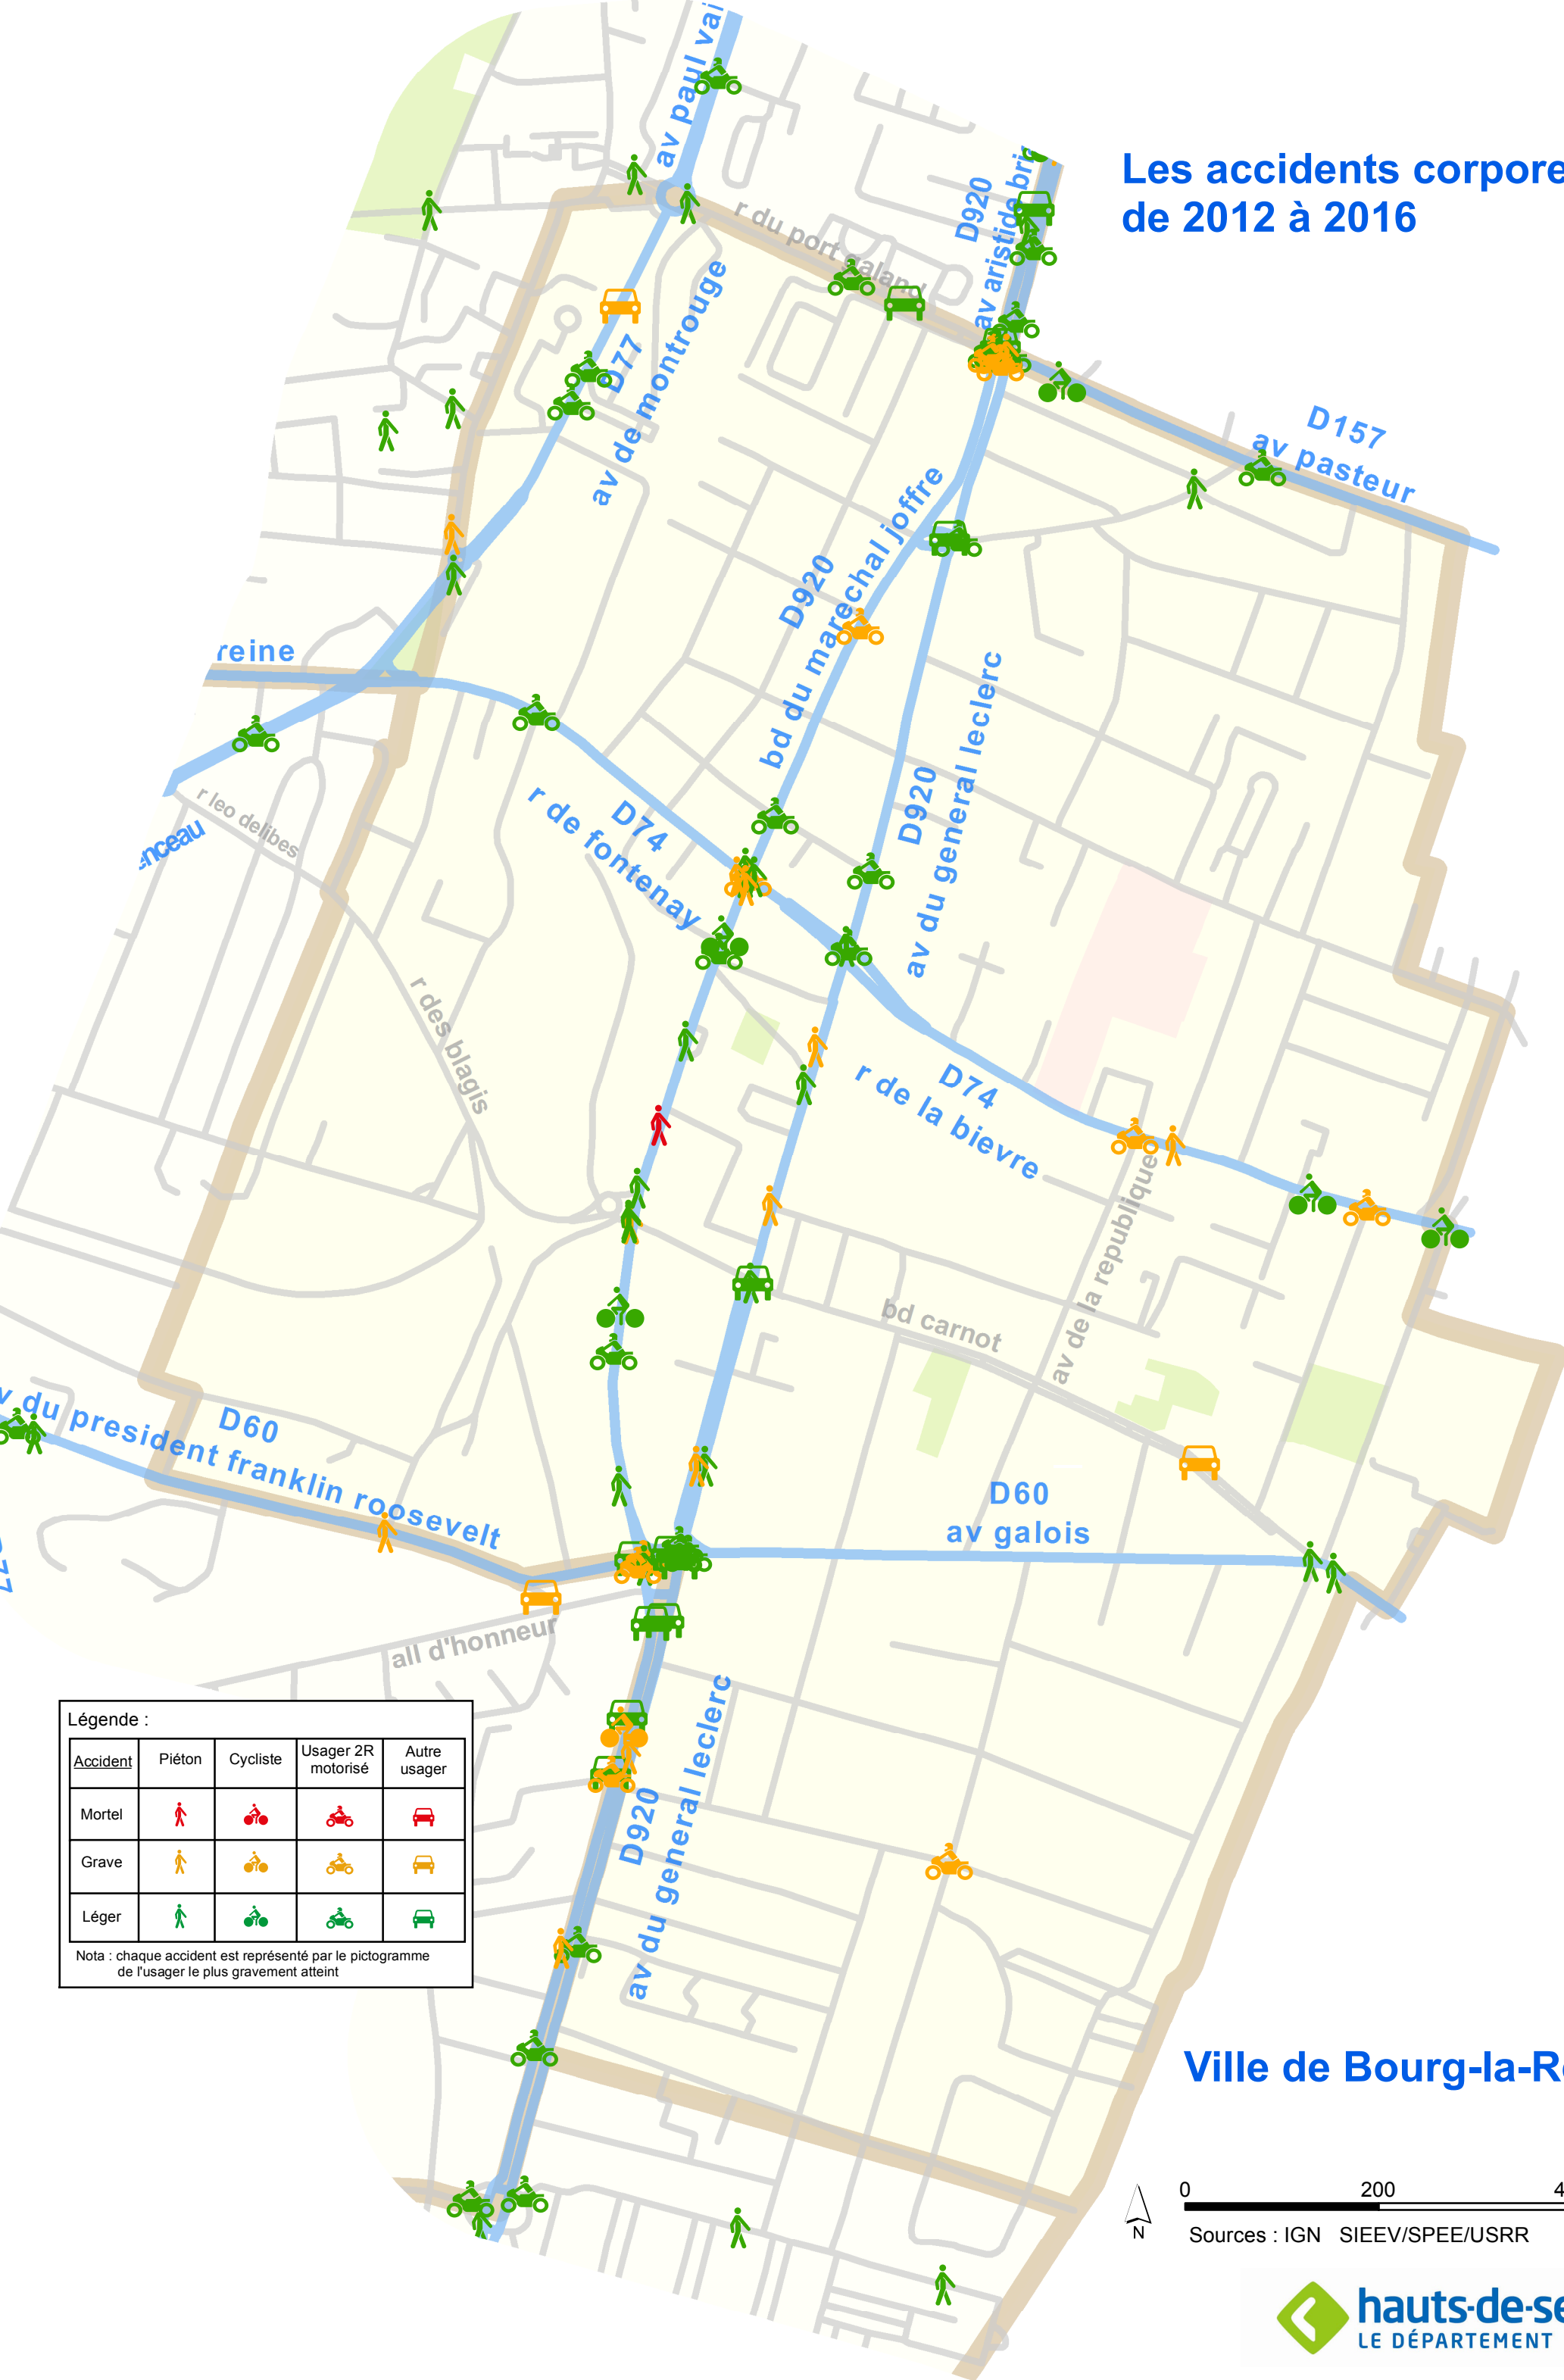 av paul vai
Les accidents corpore
de 2012 à 2016
D920
av aristide bri
r du port galand
D77
av de montrouge
D157
av pasteur
D920
bd du marechal joffre
reine
D920
av du general leclerc
r leo delibes
nceau
D74
r de fontenay
r des blagis
D74
r de la bievre
av de la republique
bd carnot
v du president franklin roosevelt
D60
D60
av galois
all d'honneur
D920
av du general leclerc
Légende :
Accident Piéton Cycliste Usager 2R motorisé Autre usager
Mortel
Grave
Léger
Nota : chaque accident est représenté par le pictogramme
de l'usager le plus gravement atteint
Ville de Bourg-la-R
0 200 4
N
Sources : IGN SIEEV/SPEE/USRR
hauts-de-se
LE DÉPARTEMENT